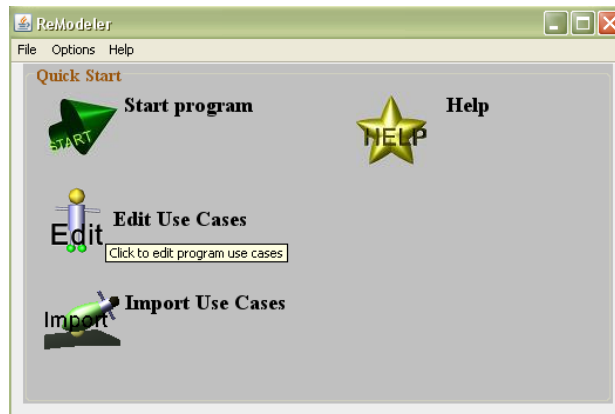 ReModeler
File Options Help
Quick Start
START
Start program
HELP
Help
Edit
Edit Use Cases
Click to edit program use cases
Import
Import Use Cases